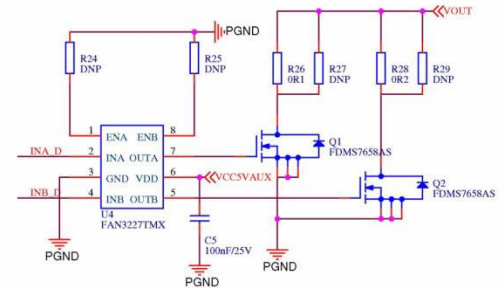 PGND
VOUT
R24
DNP
R25
DNP
R26
0R1
R27
DNP
R28
0R2
R29
DNP
1 ENA ENB 8
INA_D 2 INA OUTA 7
3 GND VDD 6 VCC5VAUX
INB_D 4 INB OUTB 5
U4
FAN3227TMX
Q1
FDMS7658AS
Q2
FDMS7658AS
C5
100nF/25V
PGND
PGND
PGND